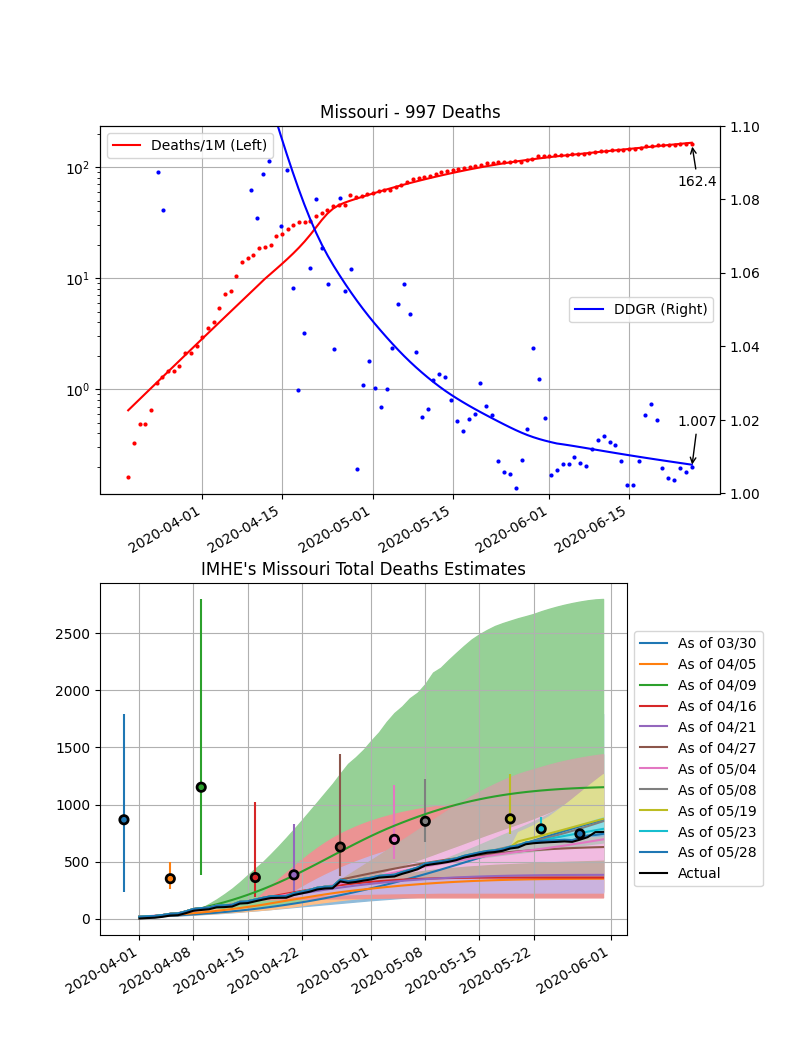 Missouri - 997 Deaths
Deaths/1M (Left)
DDGR (Right)
162.4
1.007
10²
10¹
10⁰
1.10
1.08
1.06
1.04
1.02
1.00
2020-04-01
2020-04-15
2020-05-01
2020-05-15
2020-06-01
2020-06-15
IMHE's Missouri Total Deaths Estimates
2500
2000
1500
1000
500
0
2020-04-01
2020-04-08
2020-04-15
2020-04-22
2020-05-01
2020-05-08
2020-05-15
2020-05-22
2020-06-01
As of 03/30
As of 04/05
As of 04/09
As of 04/16
As of 04/21
As of 04/27
As of 05/04
As of 05/08
As of 05/19
As of 05/23
As of 05/28
Actual